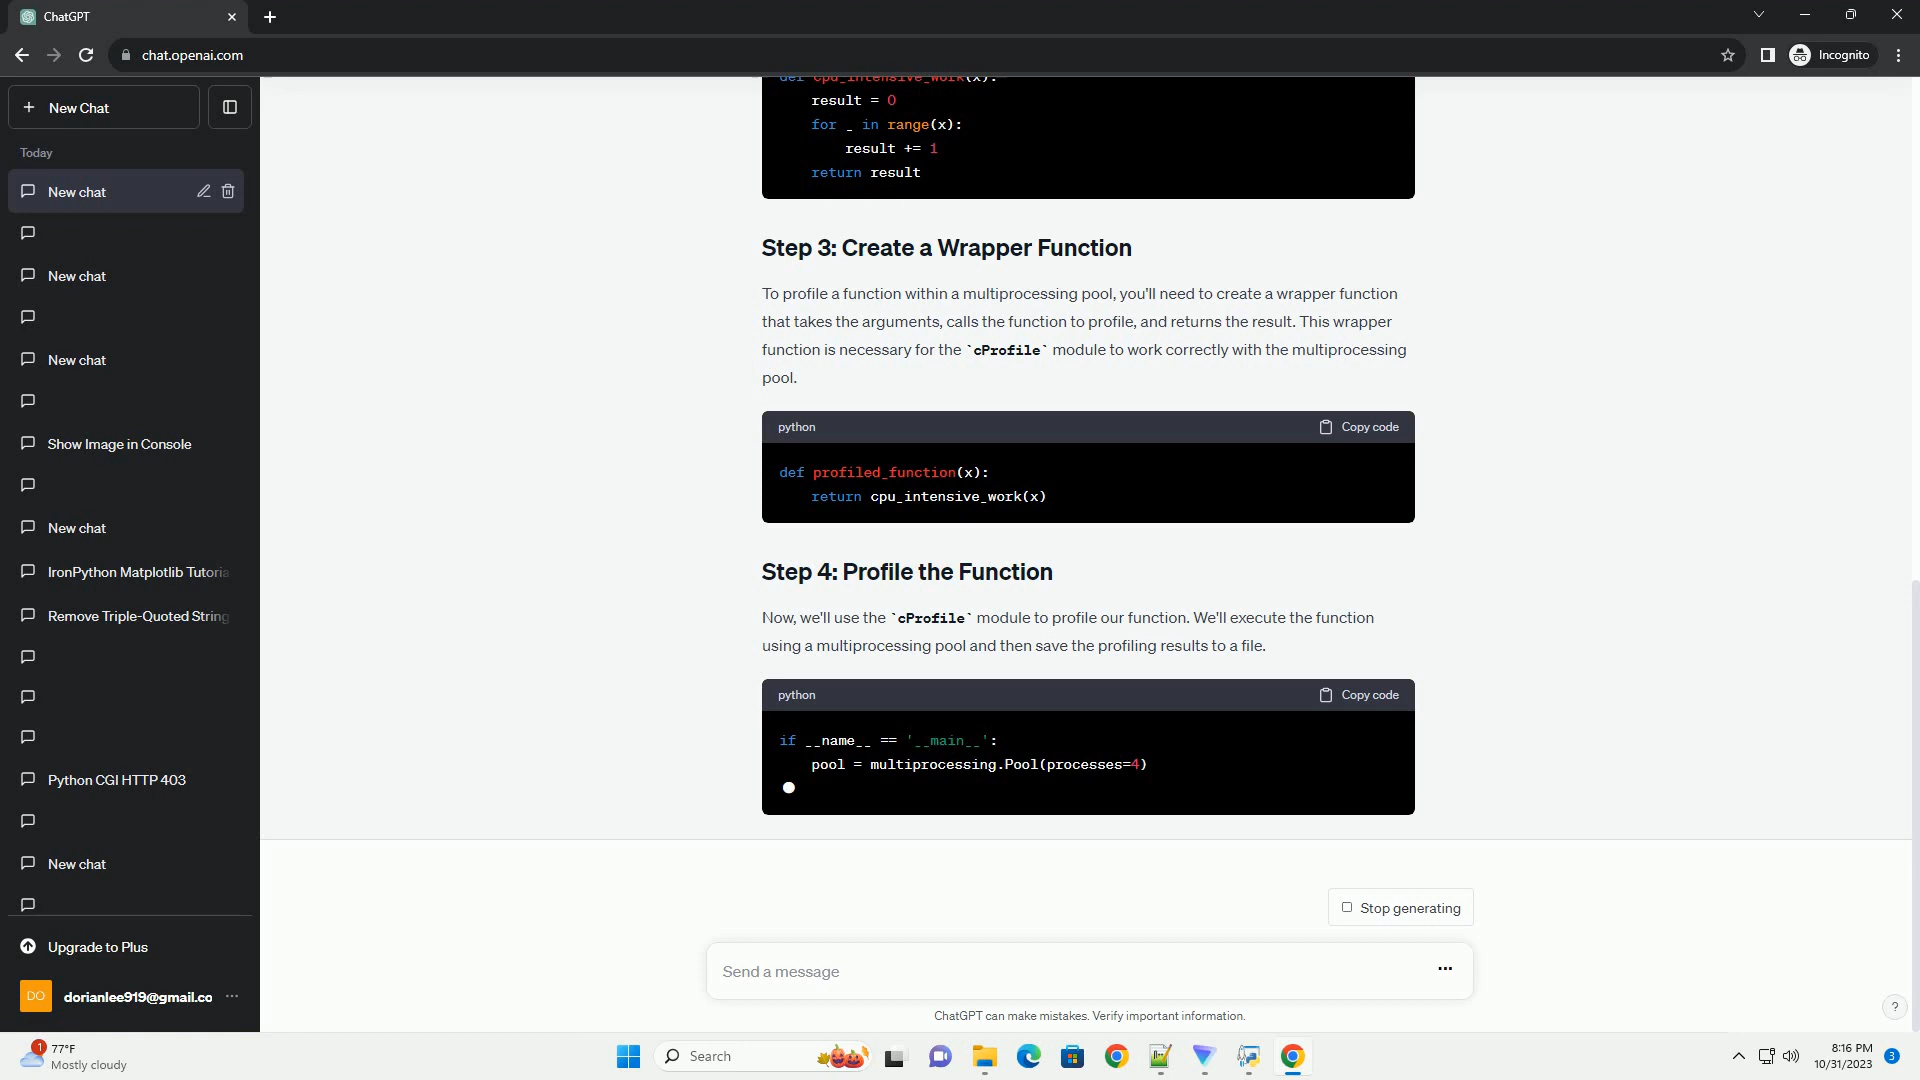 ChatGPT
chat.openai.com
Incognito
New Chat
Today
New chat
New chat
New chat
Show Image in Console
New chat
IronPython Matplotlib Tutoria
Remove Triple-Quoted String
Python CGI HTTP 403
New chat
Upgrade to Plus
DO
dorianlee919@gmail.co
def cpu_intensive_work(x):
result = 0
for _ in range(x):
result += 1
return result
Step 3: Create a Wrapper Function
To profile a function within a multiprocessing pool, you'll need to create a wrapper function
that takes the arguments, calls the function to profile, and returns the result. This wrapper
function is necessary for the `cProfile` module to work correctly with the multiprocessing
pool.
python
Copy code
def profiled_function(x):
return cpu_intensive_work(x)
Step 4: Profile the Function
Now, we'll use the `cProfile` module to profile our function. We'll execute the function
using a multiprocessing pool and then save the profiling results to a file.
python
Copy code
if __name__ == '__main__':
pool = multiprocessing.Pool(processes=4)
Stop generating
Send a message
ChatGPT can make mistakes. Verify important information.
?
1
77°F
Mostly cloudy
Search
8:16 PM
10/31/2023
3